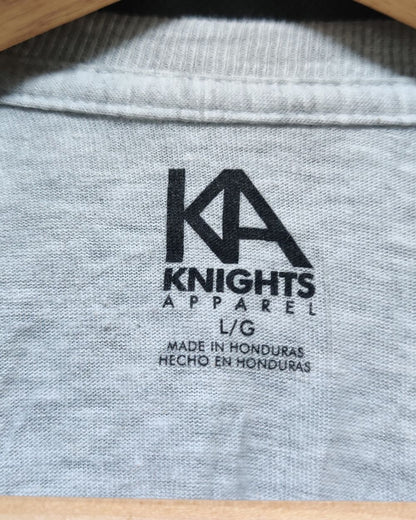 KA
KNIGHTS
APPAREL
L/G
MADE IN HONDURAS
HECHO EN HONDURAS